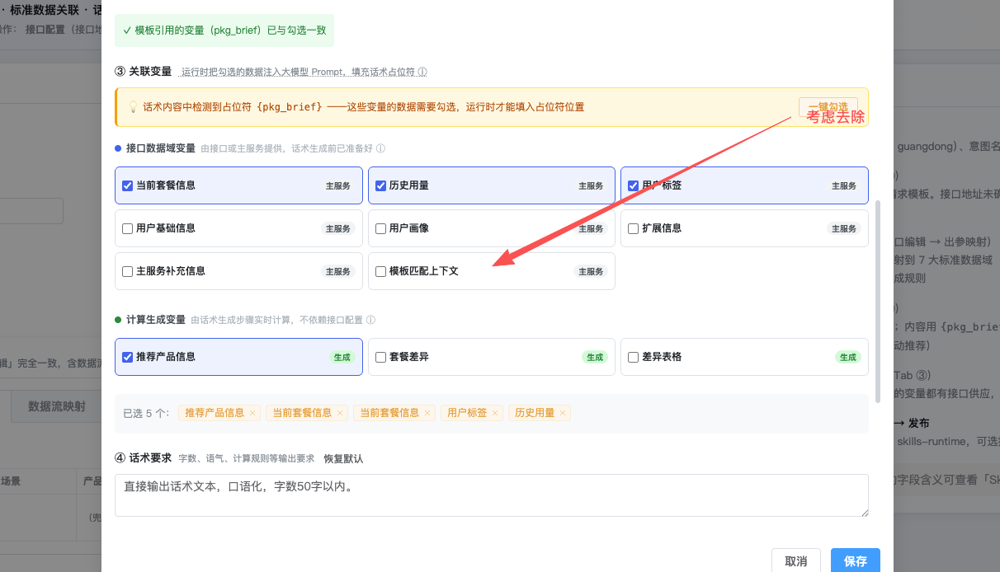 · 标准数据关联 · 话
操作： 接口配置（接口地
✓ 模板引用的变量（pkg_brief）已与勾选一致
③ 关联变量 运行时把勾选的数据注入大模型 Prompt，填充话术占位符 ⓘ
💡 话术内容中检测到占位符 {pkg_brief} ——这些变量的数据需要勾选，运行时才能填入占位符位置
一键勾选
考虑去除
接口数据域变量 由接口或主服务提供，话术生成前已准备好 ⓘ
guangdong）、意图名
当前套餐信息 主服务 历史用量 主服务 用户标签 主服务
请求模板。接口地址未确
用户基础信息 主服务 用户画像 主服务 扩展信息 主服务
口编辑 → 出参映射）
射到 7 大标准数据域
主服务补充信息 主服务 模板匹配上下文 主服务
成规则
计算生成变量 由话术生成步骤实时计算，不依赖接口配置 ⓘ
；内容用 {pkg_brief
动推荐）
推荐产品信息 生成 套餐差异 生成 差异表格 生成
辑」完全一致，含数据流
Tab ③）
的变量都有接口供应，
数据流映射
已选 5 个： 推荐产品信息 × 当前套餐信息 × 当前套餐信息 × 用户标签 × 历史用量 ×
→ 发布
skills-runtime，可选
④ 话术要求 字数、语气、计算规则等输出要求 恢复默认
场景 产品
字段含义可查看「Sk
直接输出话术文本，口语化，字数50字以内。
（兜
取消 保存